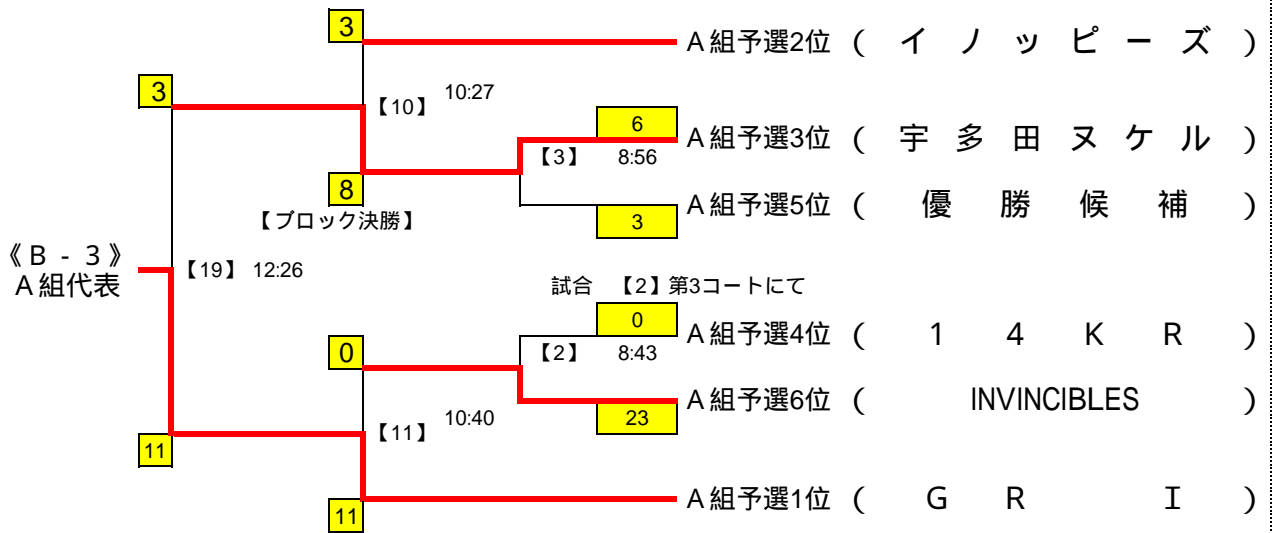 3
A組予選2位 ( イノッピーズ )
3
【10】 10:27
6
A組予選3位 ( 宇多田ヌケル )
【3】 8:56
8
【ブロック決勝】
3
A組予選5位 ( 優勝候補 )
《B-3》
A組代表
【19】 12:26
試合 【2】第3コートにて
0
A組予選4位 ( 14KR )
0
【2】 8:43
A組予選6位 ( INVINCIBLES )
23
【11】 10:40
11
A組予選1位 ( GR I )
11